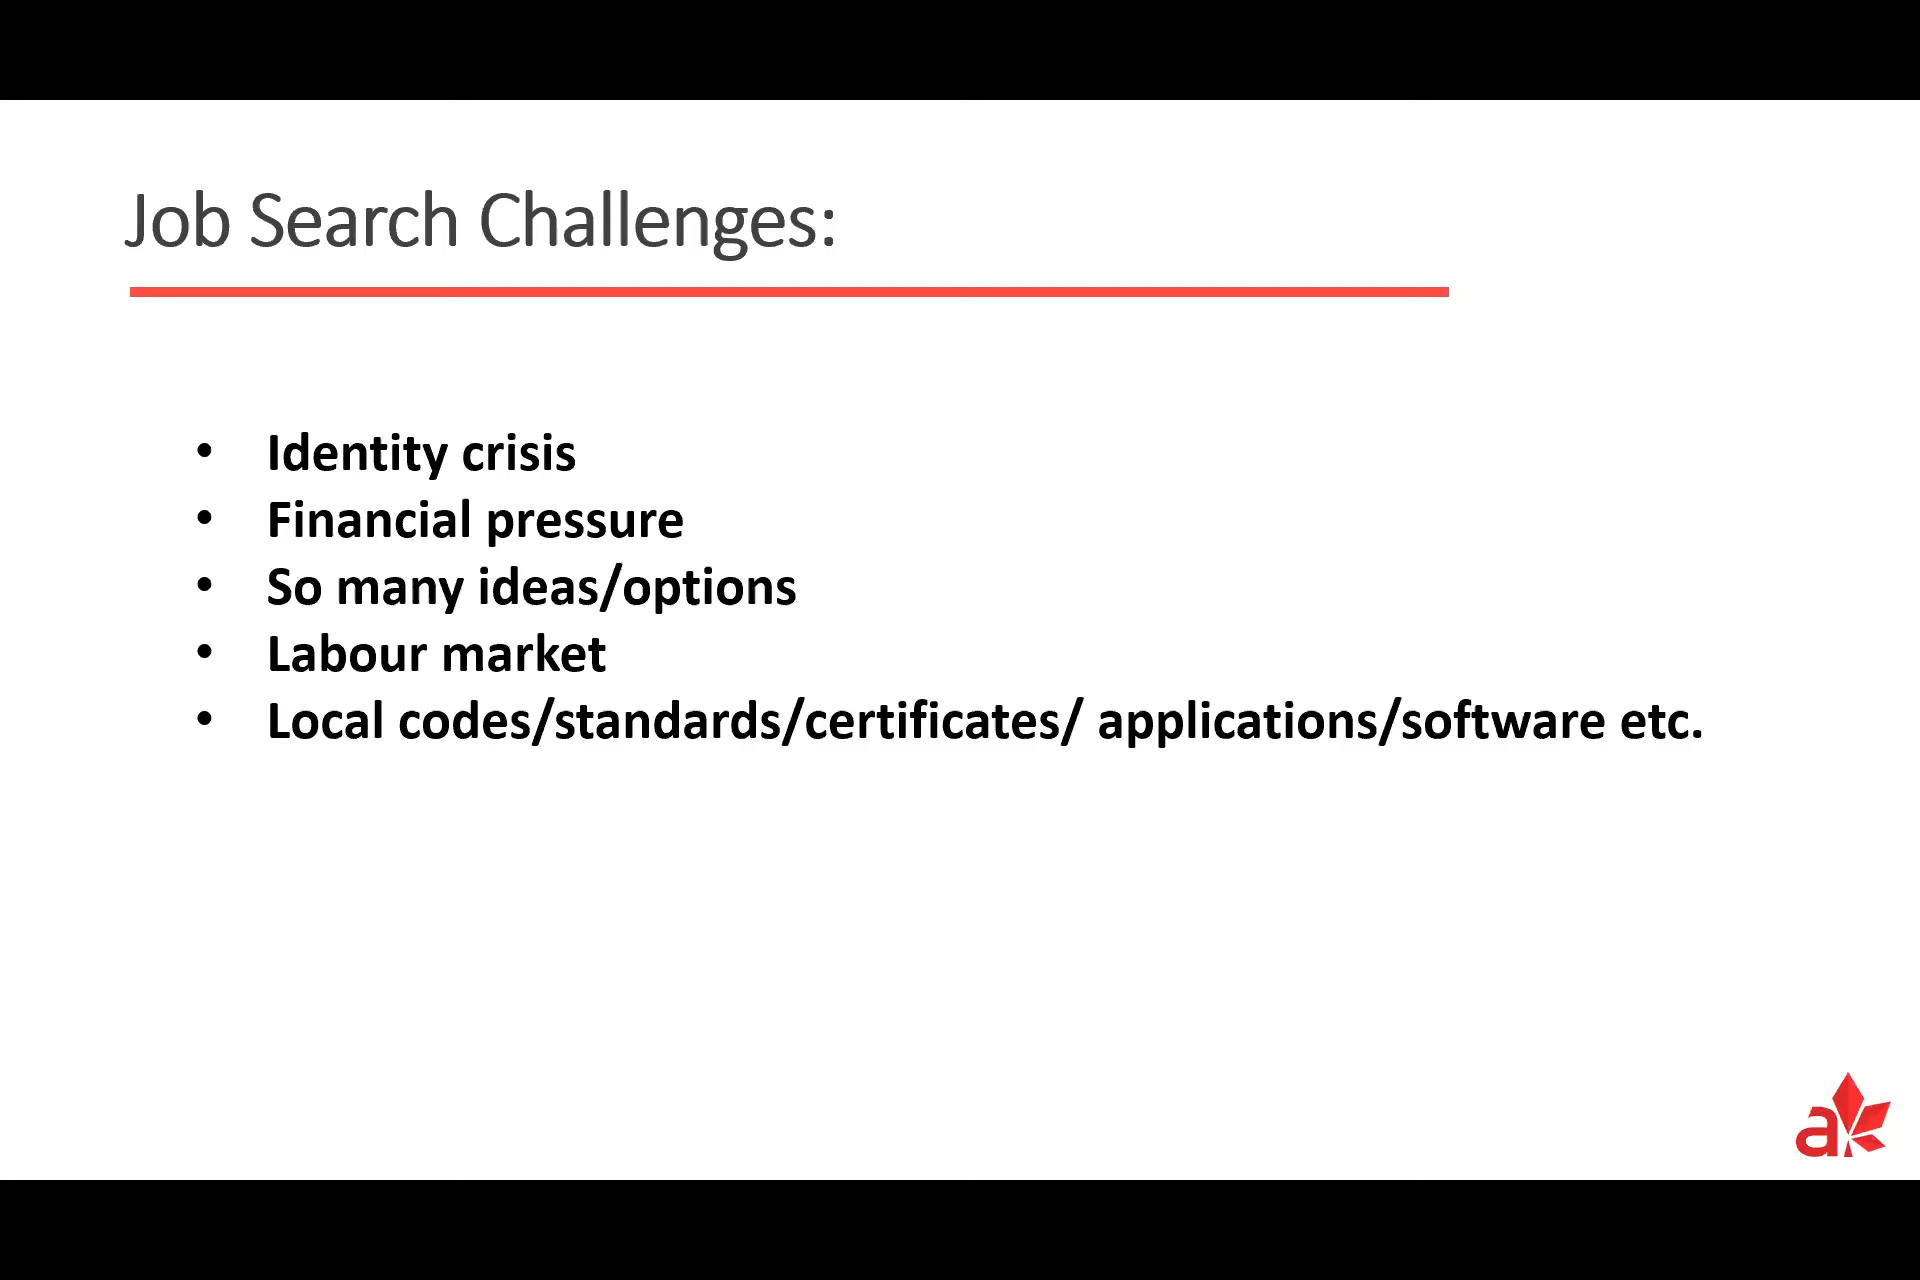 Job Search Challenges:
• Identity crisis
• Financial pressure
• So many ideas/options
• Labour market
• Local codes/standards/certificates/ applications/software etc.
a